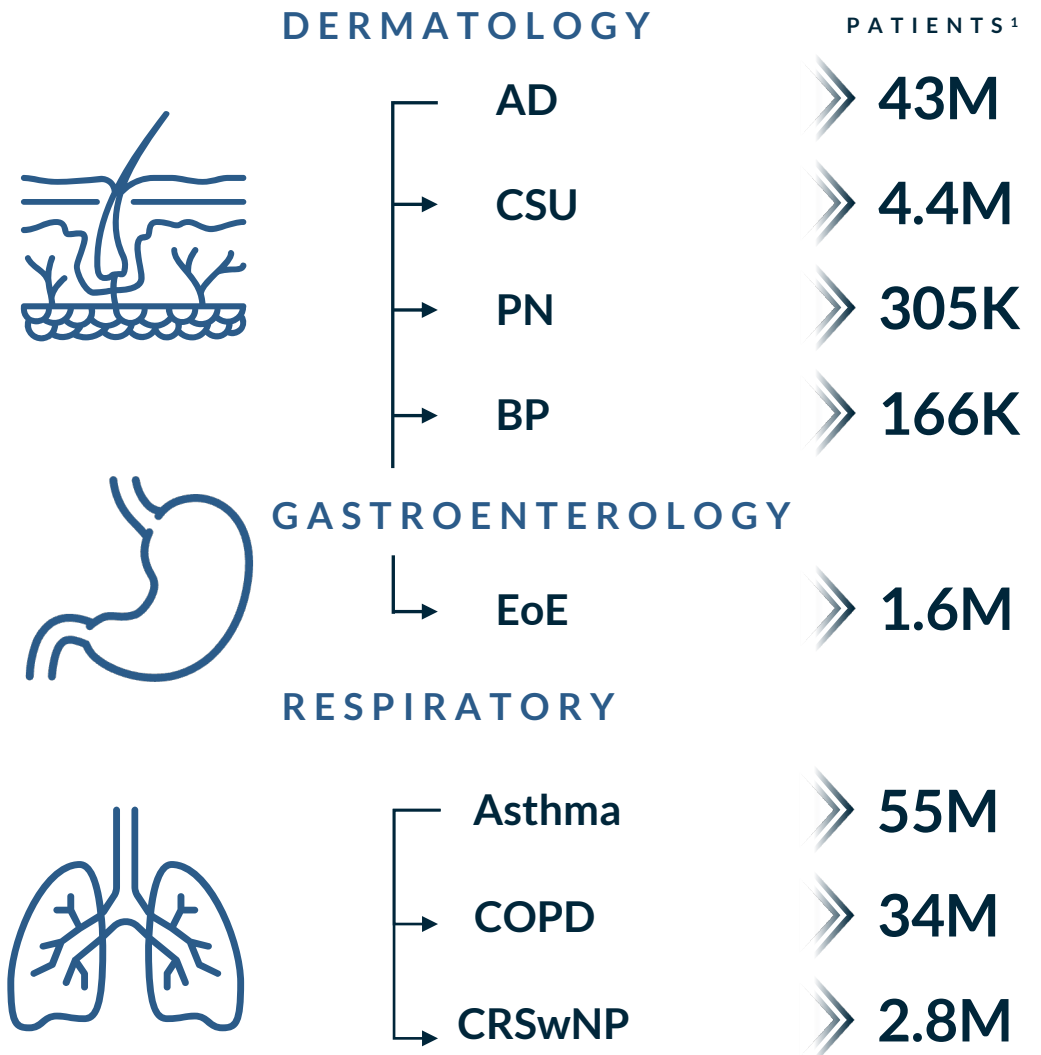 DERMATOLOGY PATIENTS¹
AD 43M
CSU 4.4M
PN 305K
BP 166K
GASTROENTEROLOGY
EoE 1.6M
RESPIRATORY
Asthma 55M
COPD 34M
CRSwNP 2.8M